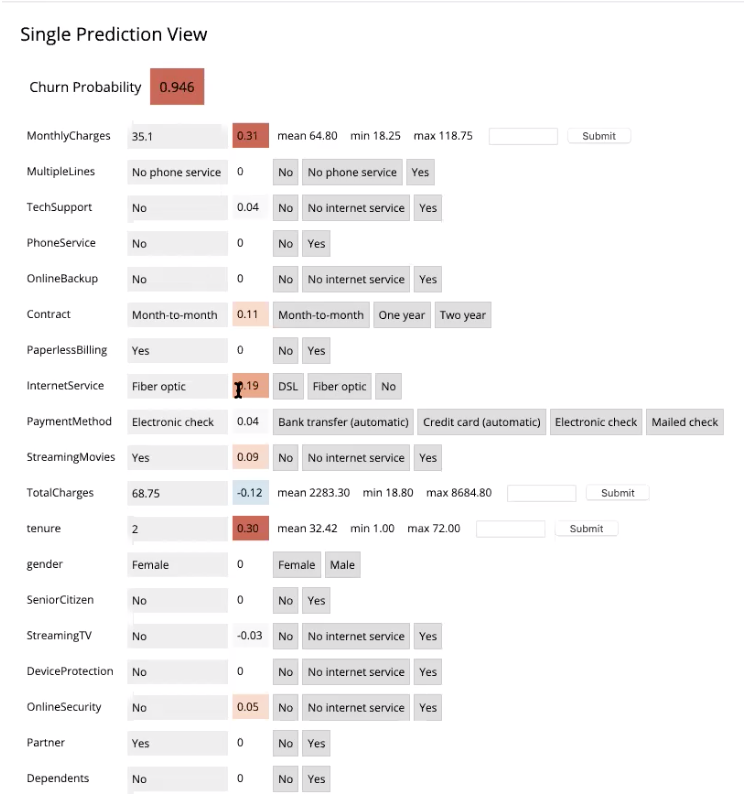 Single Prediction View
Churn Probability 0.946
MonthlyCharges 35.1 0.31 mean 64.80 min 18.25 max 118.75 Submit
MultipleLines No phone service 0 No No phone service Yes
TechSupport No 0.04 No No internet service Yes
PhoneService No 0 No Yes
OnlineBackup No 0 No No internet service Yes
Contract Month-to-month 0.11 Month-to-month One year Two year
PaperlessBilling Yes 0 No Yes
InternetService Fiber optic .19 DSL Fiber optic No
PaymentMethod Electronic check 0.04 Bank transfer (automatic) Credit card (automatic) Electronic check Mailed check
StreamingMovies Yes 0.09 No No internet service Yes
TotalCharges 68.75 -0.12 mean 2283.30 min 18.80 max 8684.80 Submit
tenure 2 0.30 mean 32.42 min 1.00 max 72.00 Submit
gender Female 0 Female Male
SeniorCitizen No 0 No Yes
StreamingTV No -0.03 No No internet service Yes
DeviceProtection No 0 No No internet service Yes
OnlineSecurity No 0.05 No No internet service Yes
Partner Yes 0 No Yes
Dependents No 0 No Yes